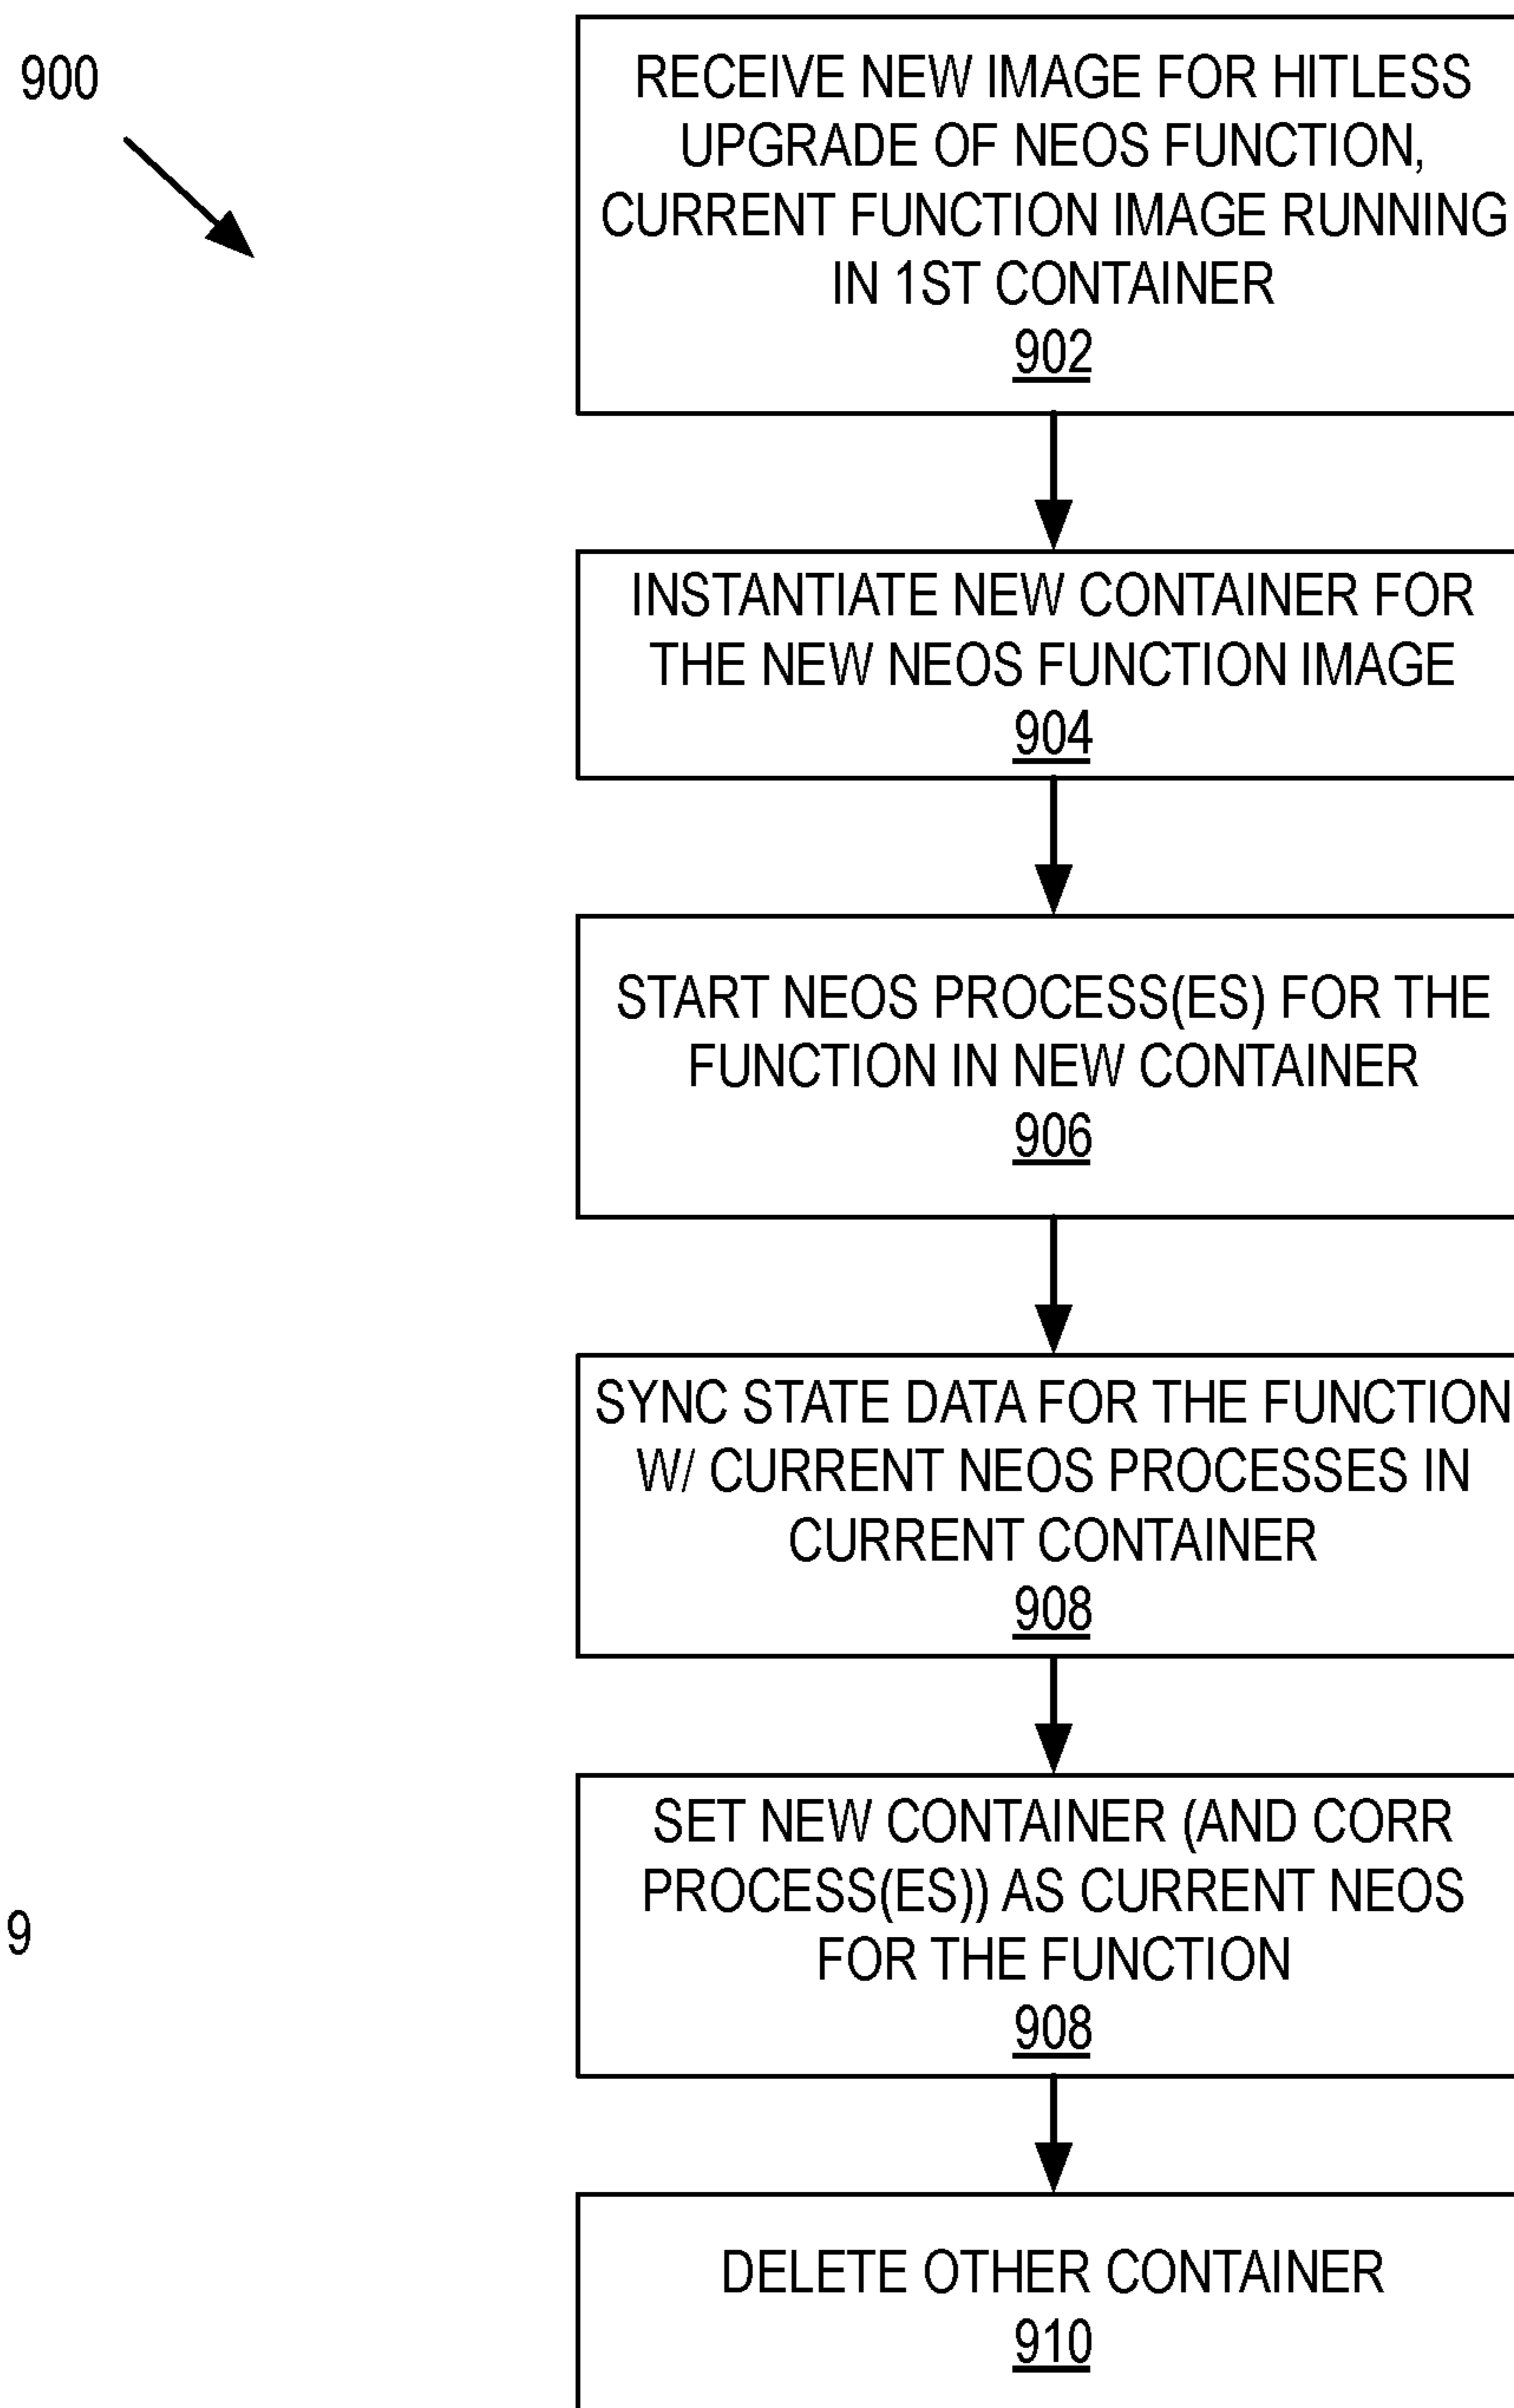 900
RECEIVE NEW IMAGE FOR HITLESS
UPGRADE OF NEOS FUNCTION,
CURRENT FUNCTION IMAGE RUNNING
IN 1ST CONTAINER
902
INSTANTIATE NEW CONTAINER FOR
THE NEW NEOS FUNCTION IMAGE
904
START NEOS PROCESS(ES) FOR THE
FUNCTION IN NEW CONTAINER
906
SYNC STATE DATA FOR THE FUNCTION
W/ CURRENT NEOS PROCESSES IN
CURRENT CONTAINER
908
SET NEW CONTAINER (AND CORR
PROCESS(ES)) AS CURRENT NEOS
FOR THE FUNCTION
908
9
DELETE OTHER CONTAINER
910